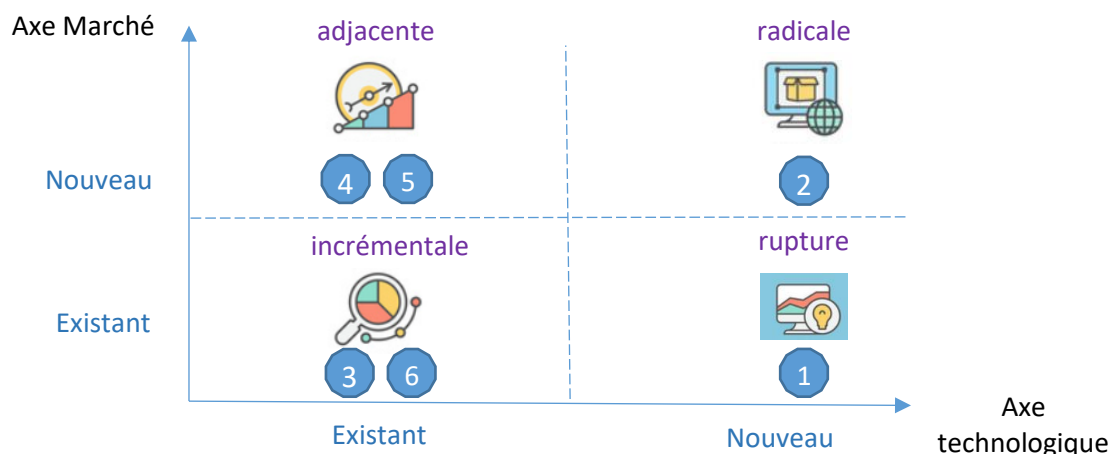 Axe Marché
adjacente
radicale
Nouveau
4 5
2
incrémentale
rupture
Existant
3 6
1
Existant
Nouveau
Axe
technologique